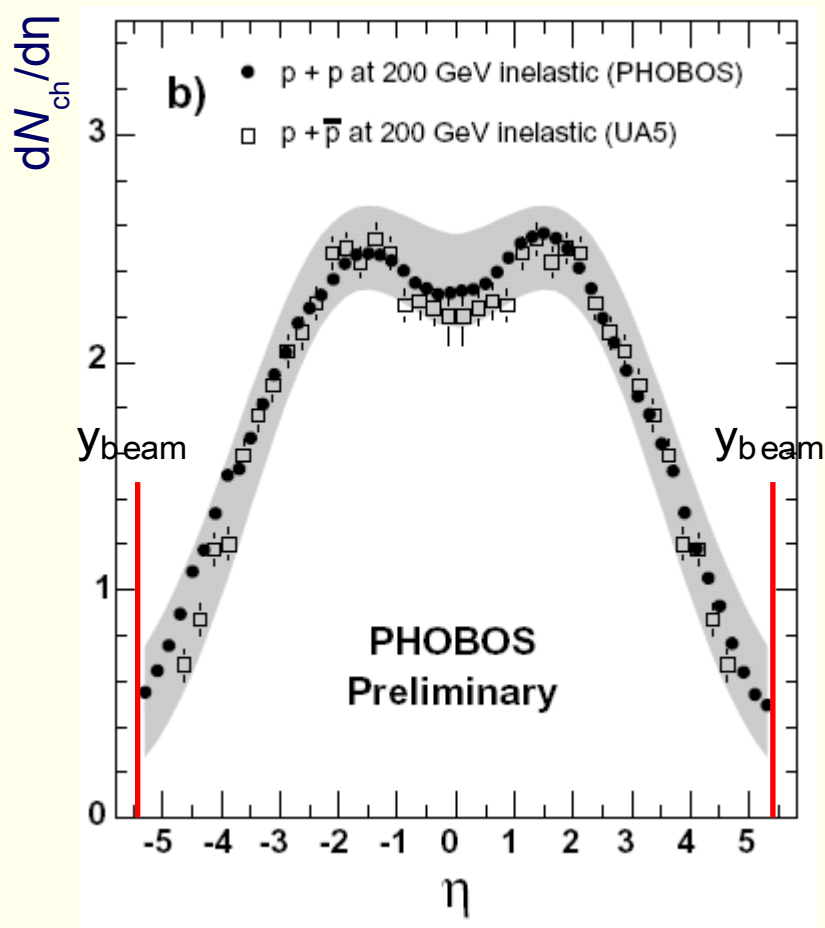 dNch/dη
b)
p + p at 200 GeV inelastic (PHOBOS)
p + p̅ at 200 GeV inelastic (UA5)
3
2
ybeam ybeam
1
PHOBOS
Preliminary
0
-5 -4 -3 -2 -1 0 1 2 3 4 5
η